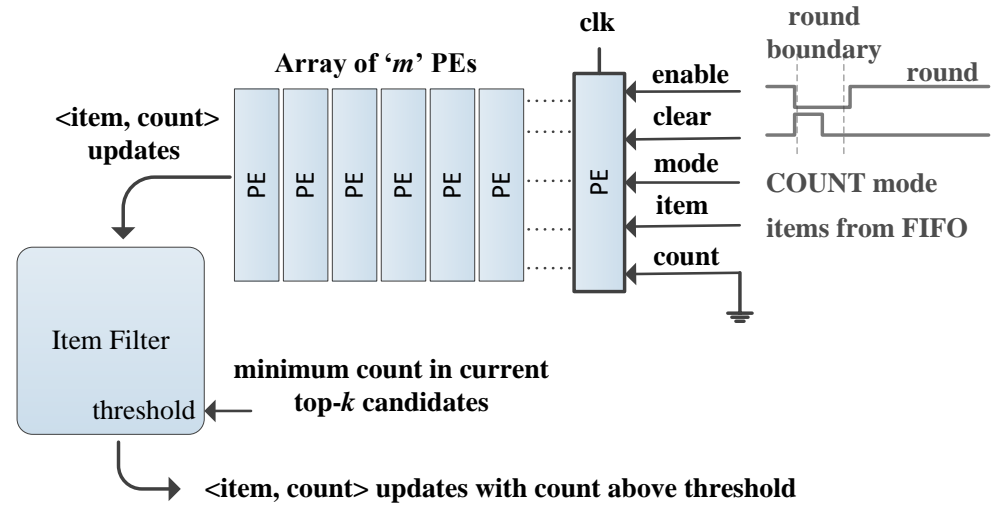 clk
round
boundary
round
Array of ‘m’ PEs
enable
<item, count>
updates
clear
PE
PE
PE
PE
PE
PE
PE
mode
COUNT mode
item
items from FIFO
count
Item Filter
minimum count in current
top-k candidates
threshold
<item, count> updates with count above threshold